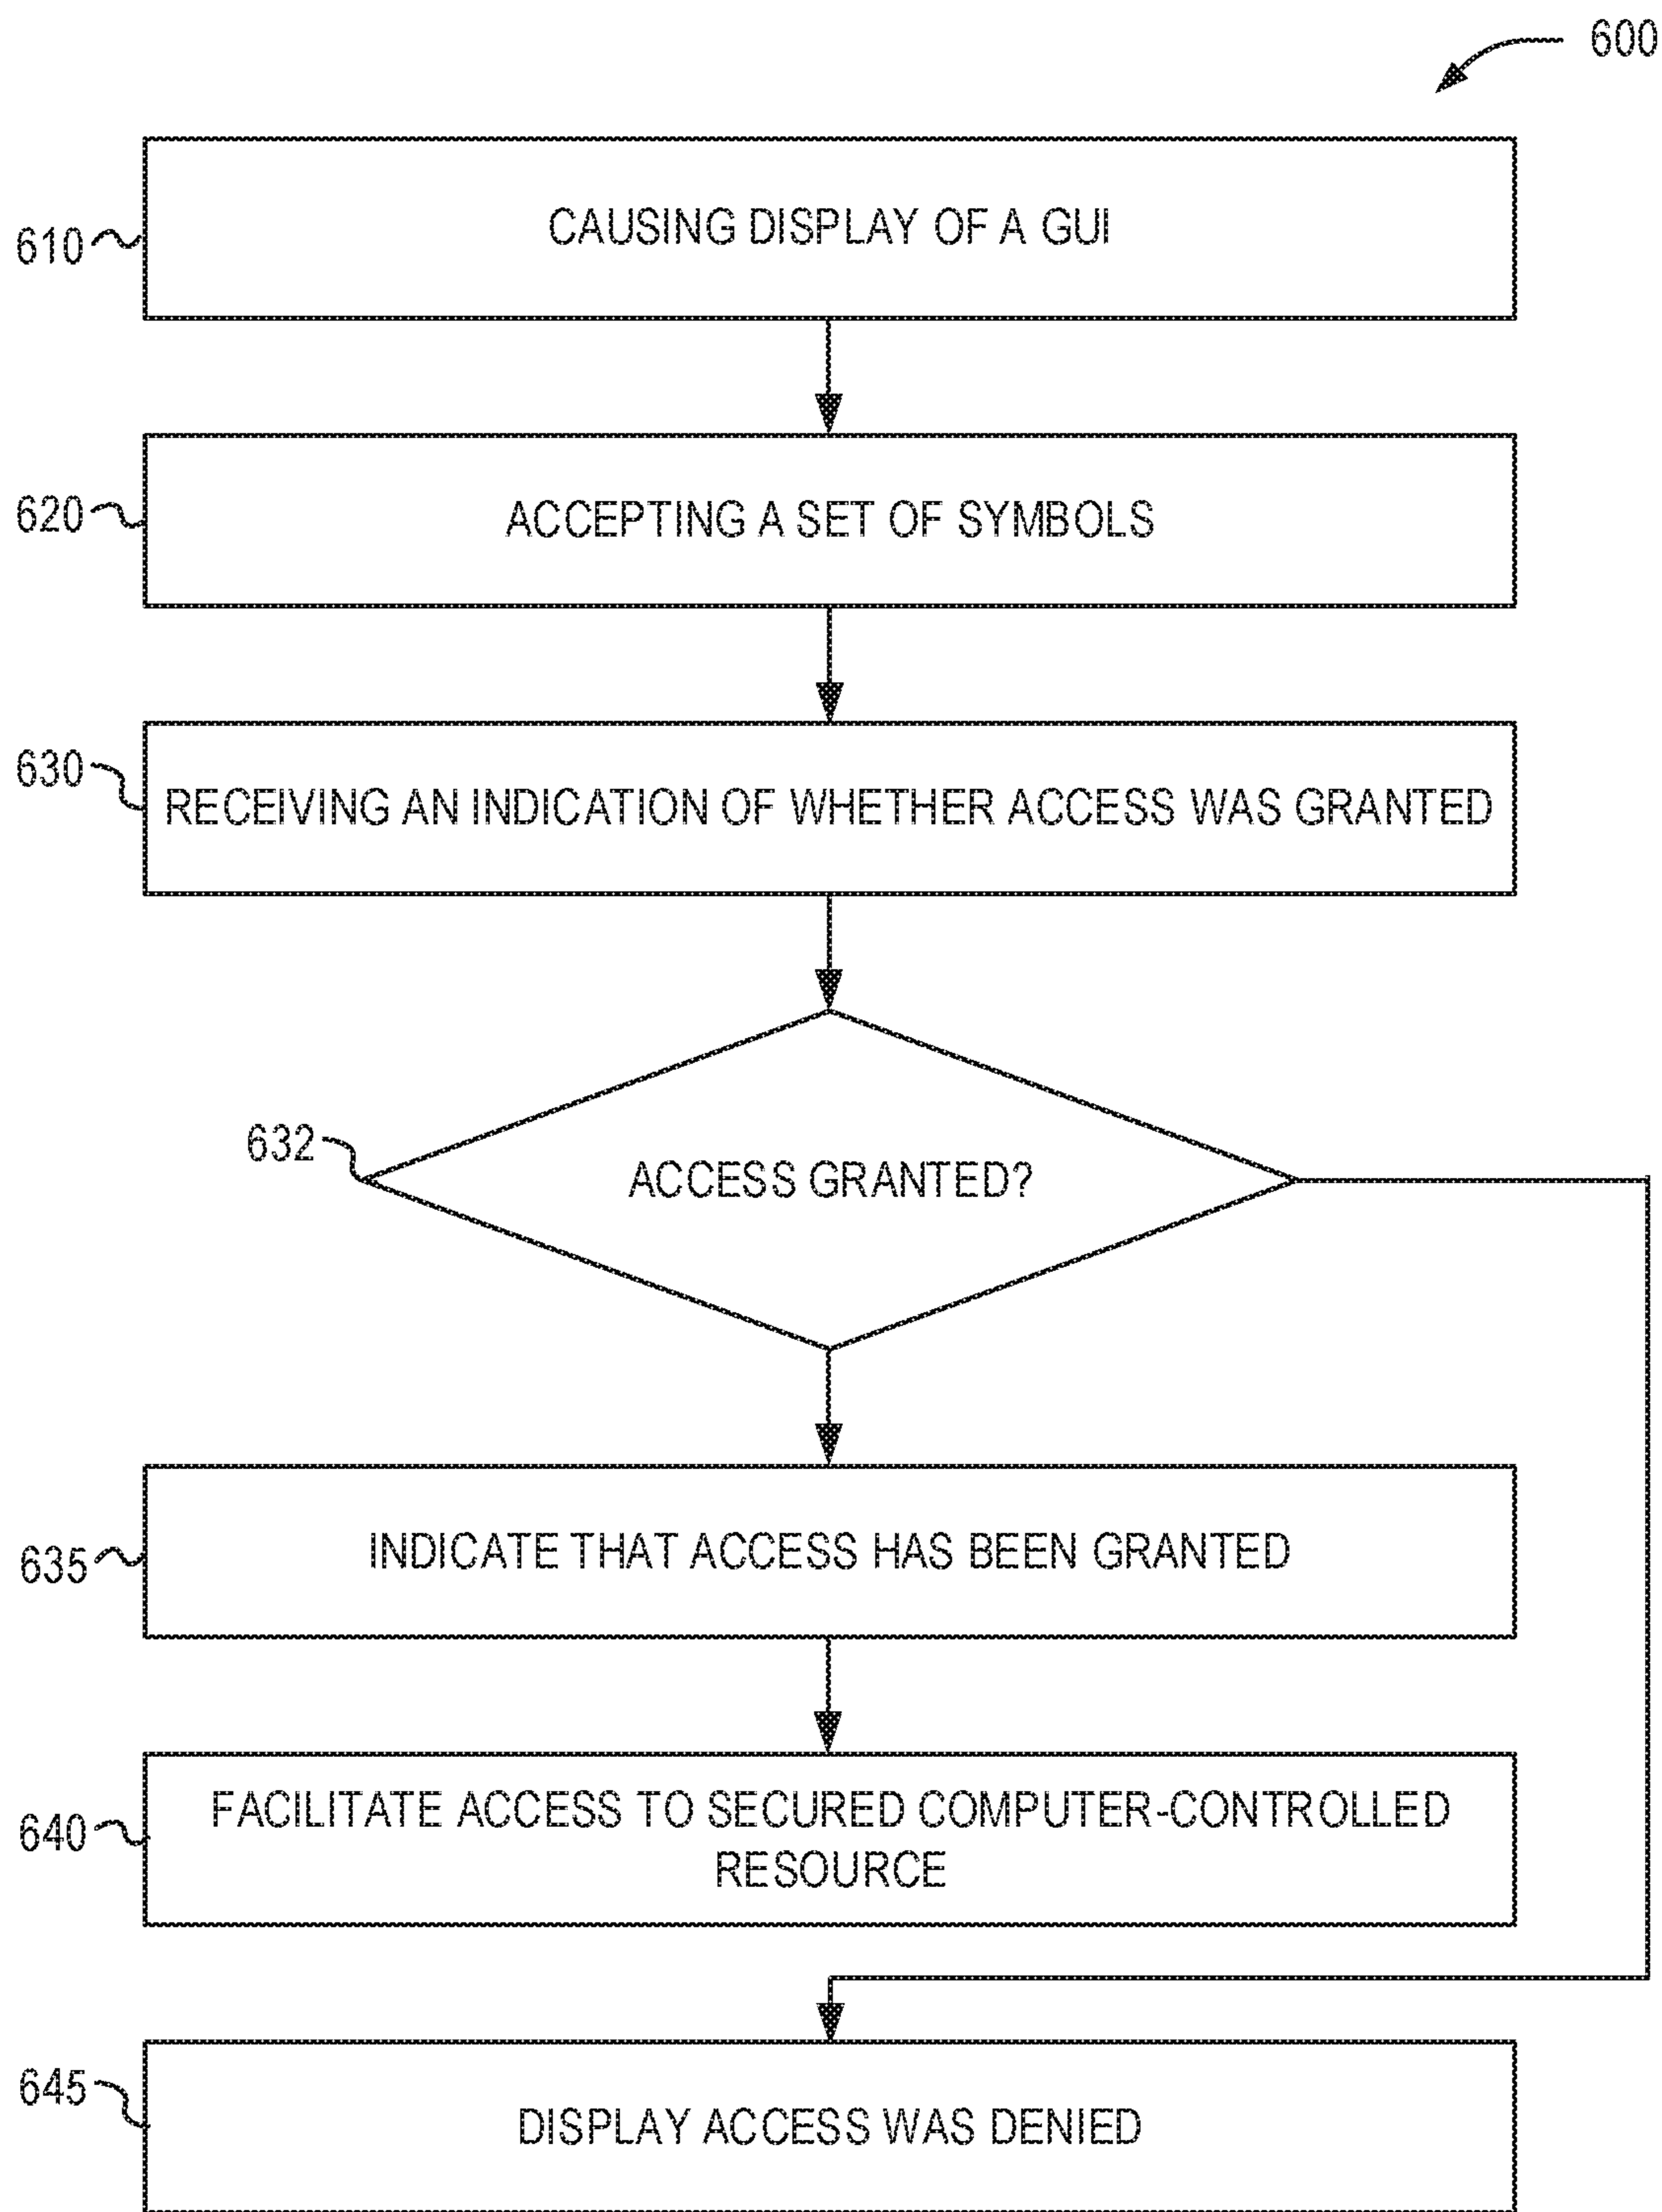 600
610
CAUSING DISPLAY OF A GUI
620
ACCEPTING A SET OF SYMBOLS
630
RECEIVING AN INDICATION OF WHETHER ACCESS WAS GRANTED
632
ACCESS GRANTED?
635
INDICATE THAT ACCESS HAS BEEN GRANTED
640
FACILITATE ACCESS TO SECURED COMPUTER-CONTROLLED
RESOURCE
645
DISPLAY ACCESS WAS DENIED